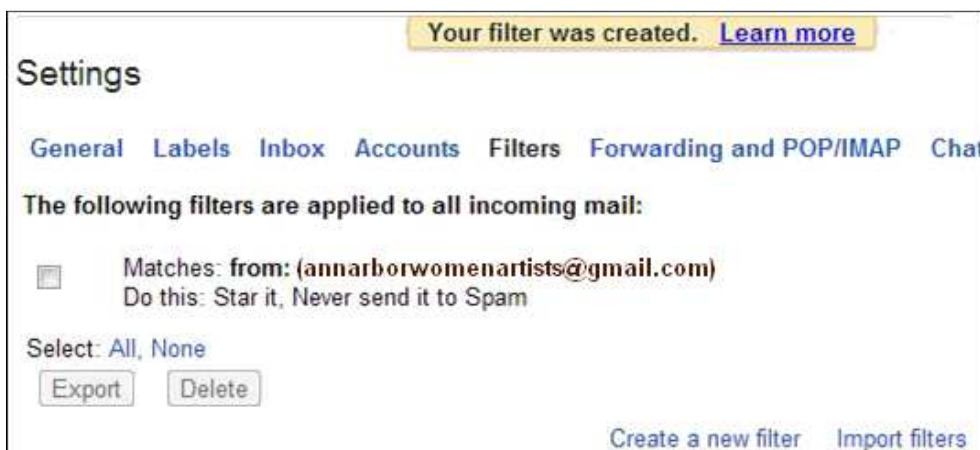 Your filter was created. Learn more
Settings
General Labels Inbox Accounts Filters Forwarding and POP/IMAP Chat
The following filters are applied to all incoming mail:
Matches: from: (annarborwomenartists@gmail.com)
Do this: Star it, Never send it to Spam
Select: All, None
Export Delete
Create a new filter Import filters